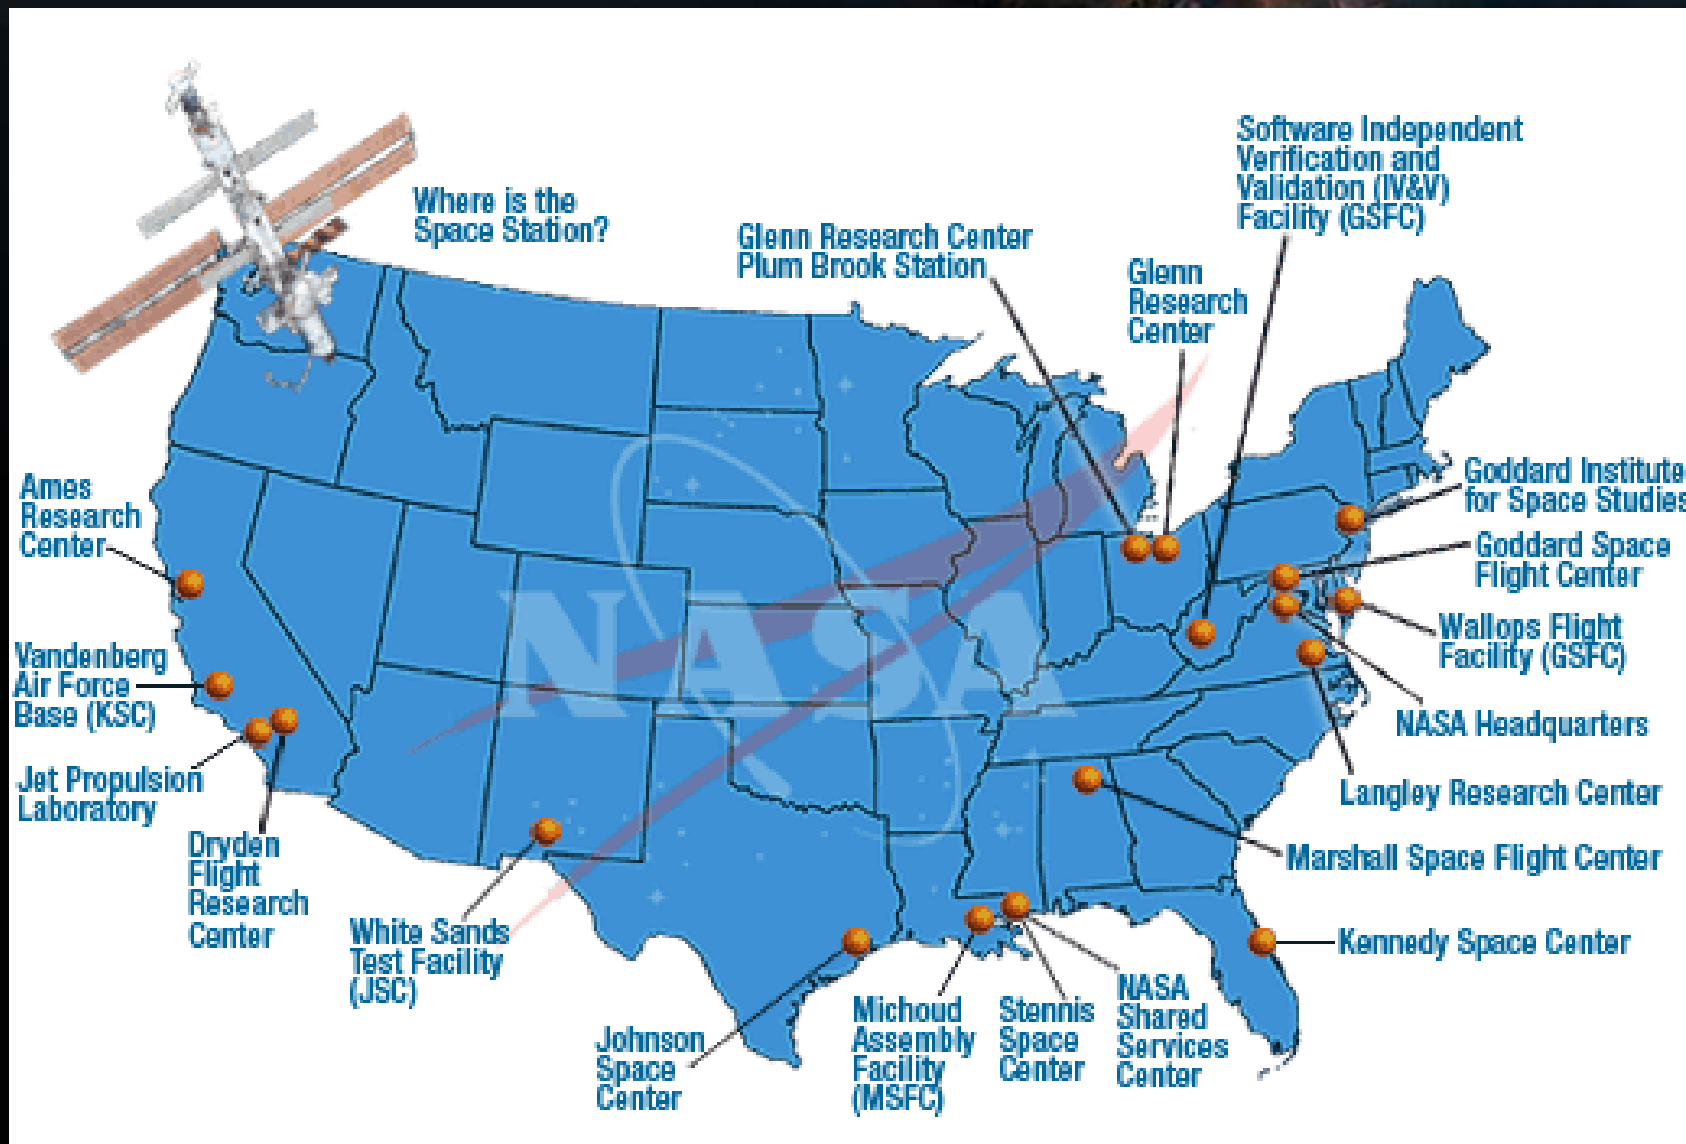 Where is the
Space Station?
Software Independent
Verification and
Validation (IV&V)
Facility (GSFC)
Glenn Research Center
Plum Brook Station
Glenn
Research
Center
Ames
Research
Center
Goddard Institute
for Space Studies
Goddard Space
Flight Center
Wallops Flight
Facility (GSFC)
NASA
Vandenberg
Air Force
Base (KSC)
NASA Headquarters
Jet Propulsion
Laboratory
Langley Research Center
Dryden
Flight
Research
Center
Marshall Space Flight Center
White Sands
Test Facility
(JSC)
Kennedy Space Center
Johnson
Space
Center
Michoud
Assembly
Facility
(MSFC)
Stennis
Space
Center
NASA
Shared
Services
Center